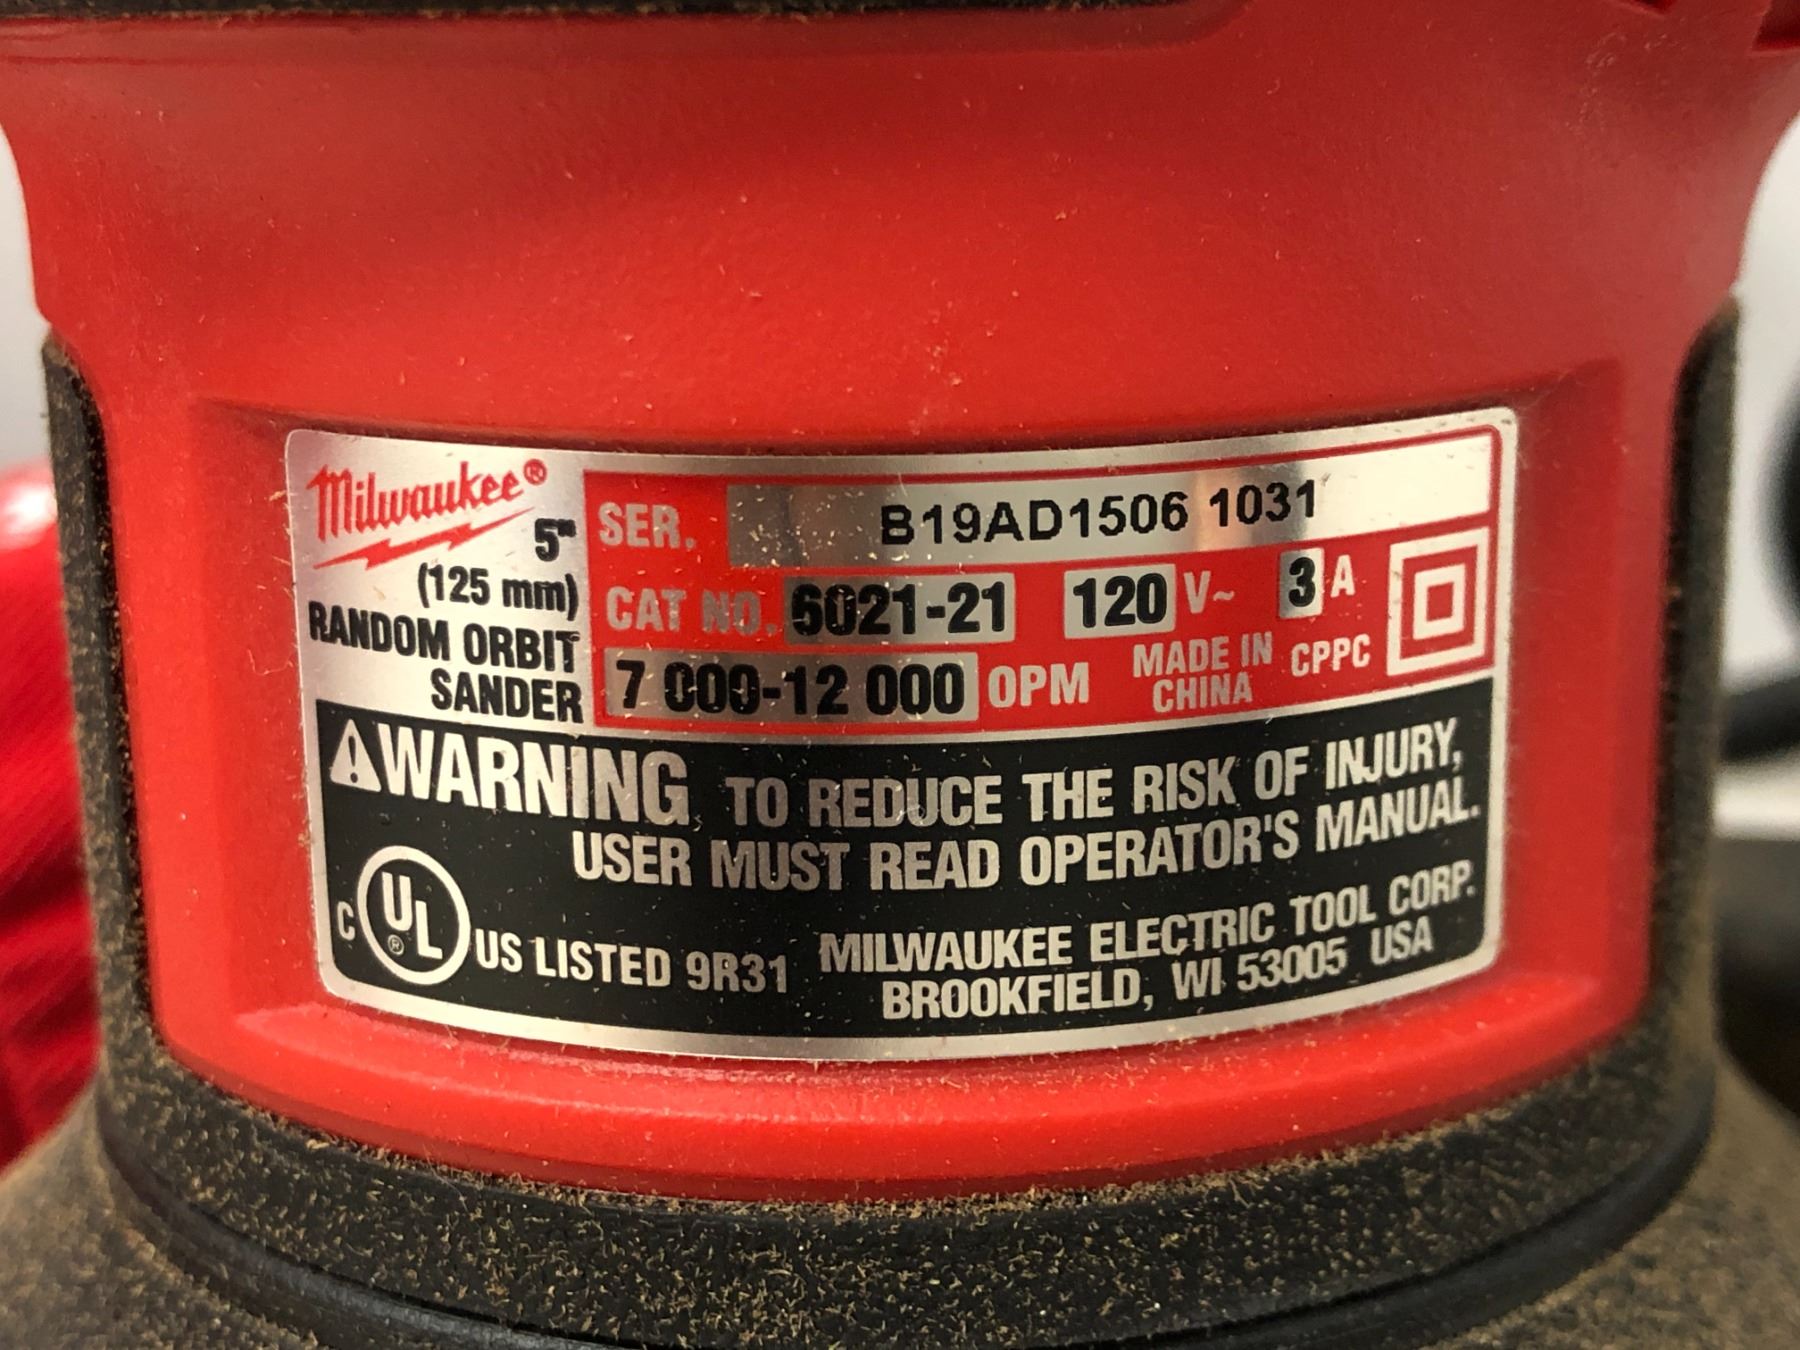 Milwaukee®
5"
(125 mm)
RANDOM ORBIT
SANDER
SER. B19AD1506 1031
CAT NO. 6021-21 120 V~ 3 A
7 000-12 000 OPM MADE IN CHINA CPPC
⚠WARNING TO REDUCE THE RISK OF INJURY,
USER MUST READ OPERATOR'S MANUAL.
C UL® US LISTED 9R31
MILWAUKEE ELECTRIC TOOL CORP.
BROOKFIELD, WI 53005 USA